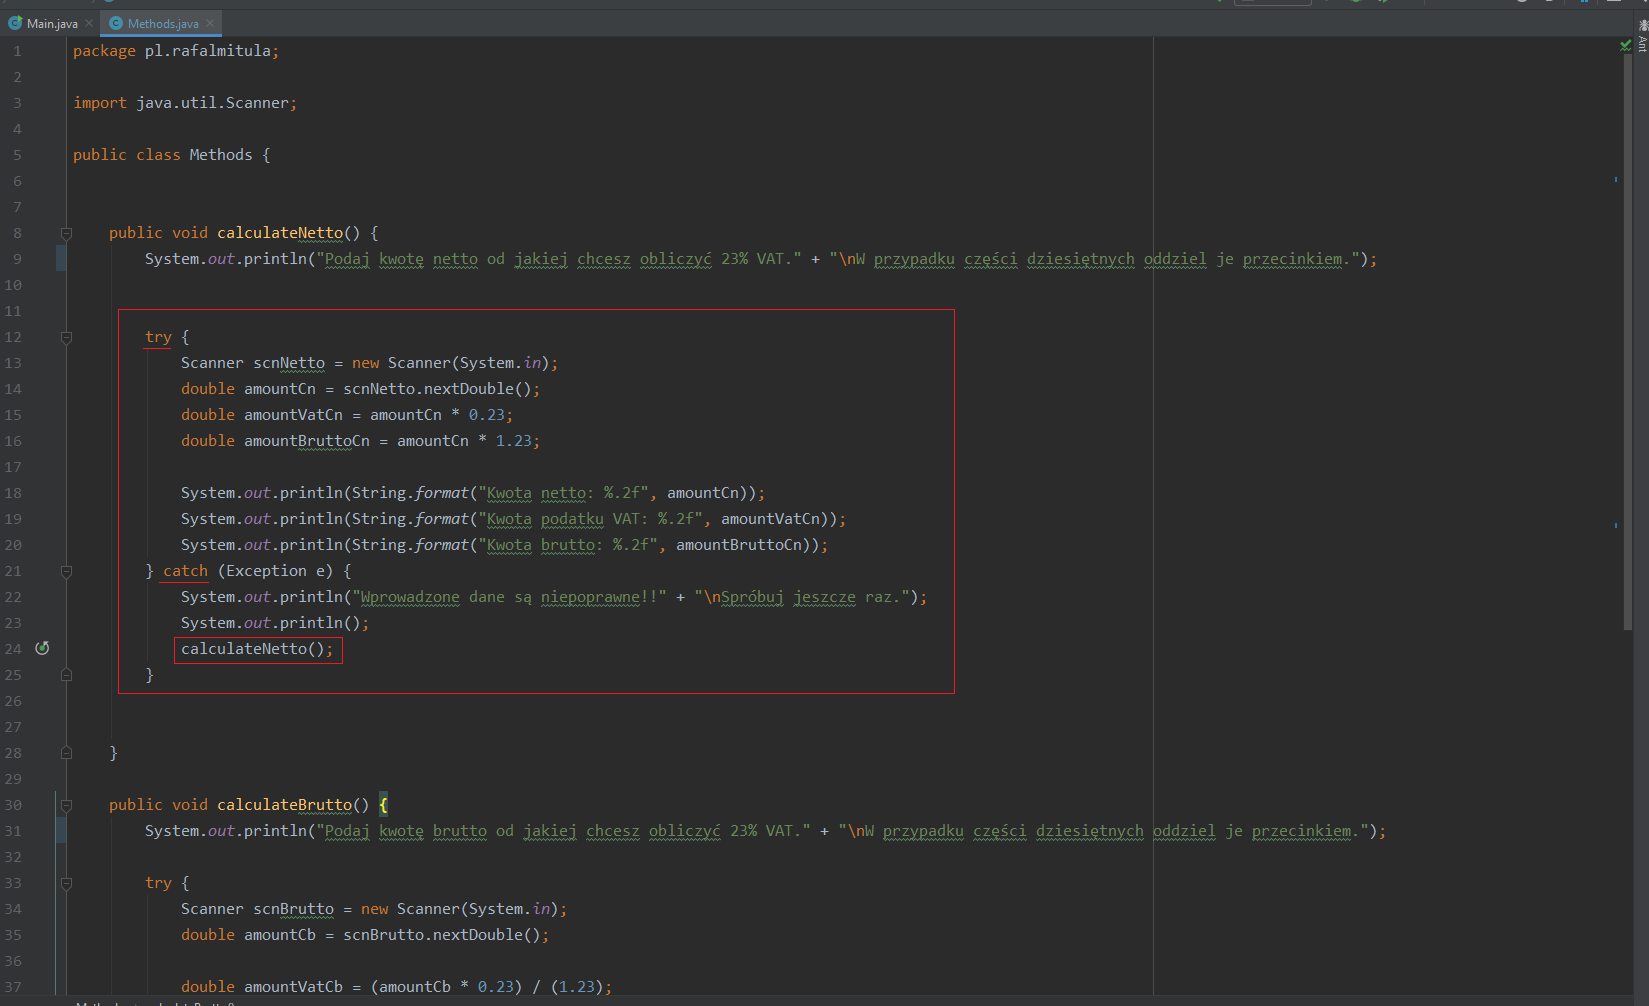 Main.java
Methods.java
Ant
1 package pl.rafalmitula;
2
3 import java.util.Scanner;
4
5 public class Methods {
6
7
8 public void calculateNetto() {
9 System.out.println("Podaj kwotę netto od jakiej chcesz obliczyć 23% VAT." + "\nW przypadku części dziesiętnych oddziel je przecinkiem.");
10
11
12 try {
13 Scanner scnNetto = new Scanner(System.in);
14 double amountCn = scnNetto.nextDouble();
15 double amountVatCn = amountCn * 0.23;
16 double amountBruttoCn = amountCn * 1.23;
17
18 System.out.println(String.format("Kwota netto: %.2f", amountCn));
19 System.out.println(String.format("Kwota podatku VAT: %.2f", amountVatCn));
20 System.out.println(String.format("Kwota brutto: %.2f", amountBruttoCn));
21 } catch (Exception e) {
22 System.out.println("Wprowadzone dane są niepoprawne!!" + "\nSpróbuj jeszcze raz.");
23 System.out.println();
24 calculateNetto();
25 }
26
27
28 }
29
30 public void calculateBrutto() {
31 System.out.println("Podaj kwotę brutto od jakiej chcesz obliczyć 23% VAT." + "\nW przypadku części dziesiętnych oddziel je przecinkiem.");
32
33 try {
34 Scanner scnBrutto = new Scanner(System.in);
35 double amountCb = scnBrutto.nextDouble();
36
37 double amountVatCb = (amountCb * 0.23) / (1.23);